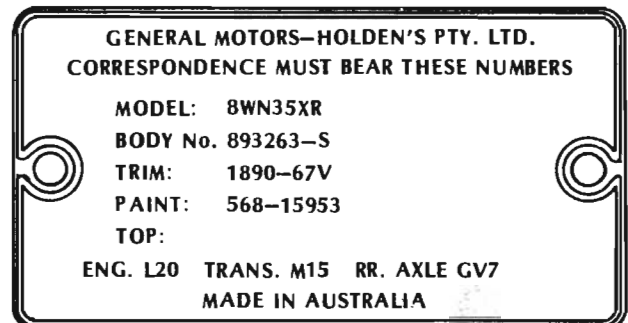 GENERAL MOTORS—HOLDEN'S PTY. LTD.
CORRESPONDENCE MUST BEAR THESE NUMBERS
MODEL: 8WN35XR
BODY No. 893263—S
TRIM: 1890—67V
PAINT: 568—15953
TOP:
ENG. L20 TRANS. M15 RR. AXLE GV7
MADE IN AUSTRALIA